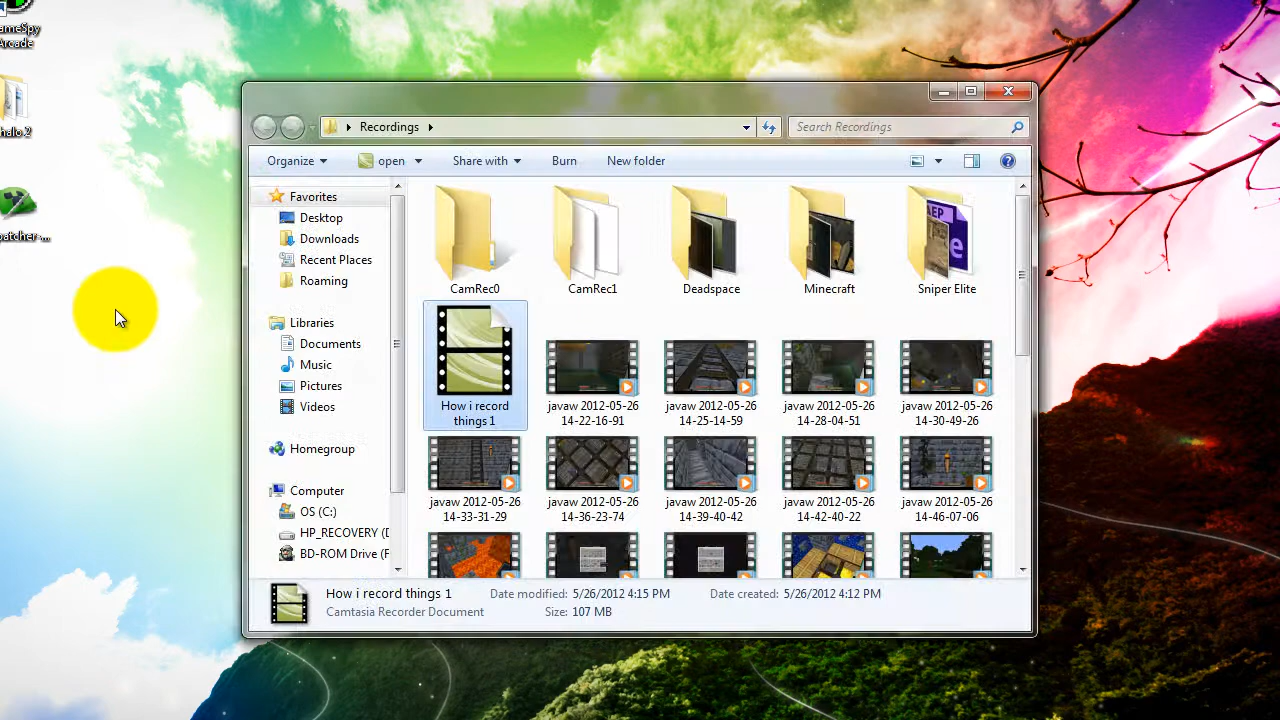 Arcade
halo 2
Recordings
Search Recordings
Organize
open
Share with
Burn
New folder
Favorites
Desktop
Downloads
Recent Places
Roaming
Libraries
Documents
Music
Pictures
Videos
Homegroup
Computer
OS (C:)
HP_RECOVERY (D
BD-ROM Drive (F
CamRec0
CamRec1
Deadspace
Minecraft
AEP
Sniper Elite
How i record
things 1
javaw 2012-05-26
14-22-16-91
javaw 2012-05-26
14-25-14-59
javaw 2012-05-26
14-28-04-51
javaw 2012-05-26
14-30-49-26
javaw 2012-05-26
14-33-31-29
javaw 2012-05-26
14-36-23-74
javaw 2012-05-26
14-39-40-42
javaw 2012-05-26
14-42-40-22
javaw 2012-05-26
14-46-07-06
How i record things 1
Date modified: 5/26/2012 4:15 PM
Date created: 5/26/2012 4:12 PM
Camtasia Recorder Document
Size: 107 MB